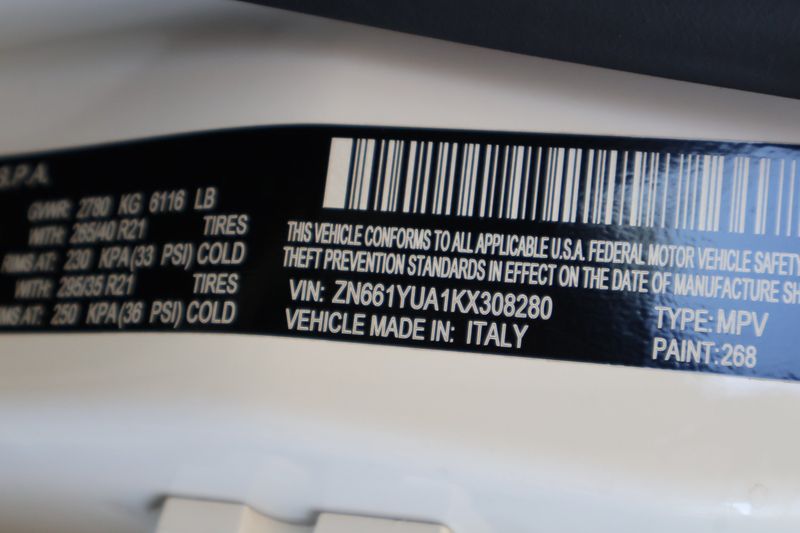 S.P.A.
GVWR: 2780 KG 6116 LB
WITH: 265/40 R21 TIRES
RIMS AT: 230 KPA(33 PSI) COLD
WITH: 295/35 R21 TIRES
RIMS AT: 250 KPA(36 PSI) COLD
THIS VEHICLE CONFORMS TO ALL APPLICABLE U.S.A. FEDERAL MOTOR VEHICLE SAFETY
THEFT PREVENTION STANDARDS IN EFFECT ON THE DATE OF MANUFACTURE SH
VIN: ZN661YUA1KX308280
VEHICLE MADE IN: ITALY
TYPE: MPV
PAINT: 268